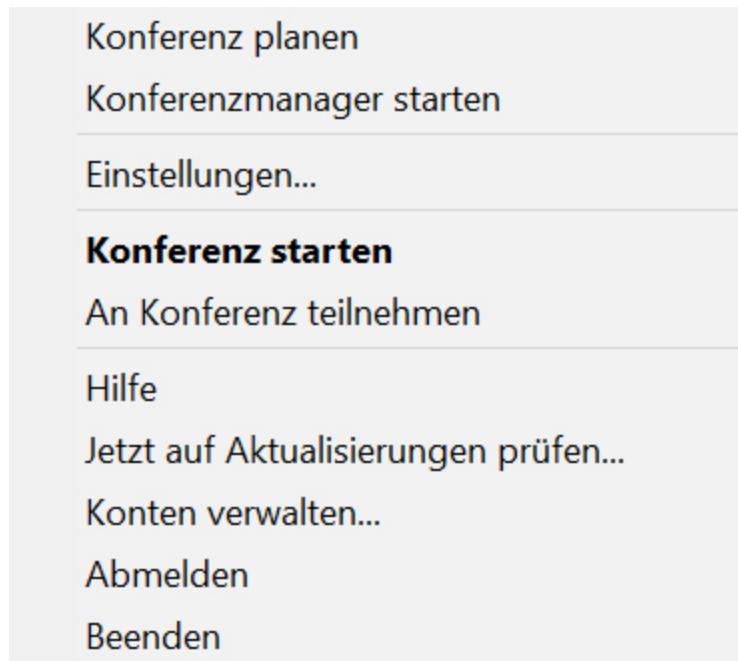 Konferenz planen
Konferenzmanager starten
Einstellungen...
Konferenz starten
An Konferenz teilnehmen
Hilfe
Jetzt auf Aktualisierungen prüfen...
Konten verwalten...
Abmelden
Beenden